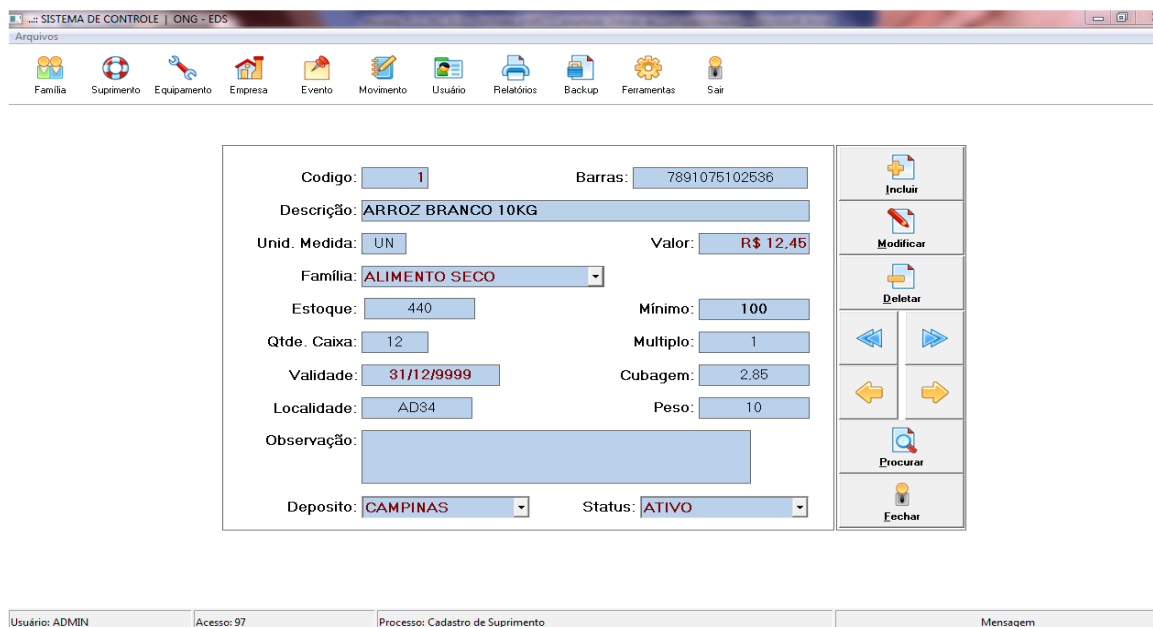 ..:: SISTEMA DE CONTROLE | ONG - EDS
Arquivos
Família Suprimento Equipamento Empresa Evento Movimento Usuário Relatórios Backup Ferramentas Sair
Codigo: 1 Barras: 7891075102536
Descrição: ARROZ BRANCO 10KG
Unid. Medida: UN Valor: R$ 12,45
Família: ALIMENTO SECO
Estoque: 440 Mínimo: 100
Qtde. Caixa: 12 Multiplo: 1
Validade: 31/12/9999 Cubagem: 2,85
Localidade: AD34 Peso: 10
Observação:
Deposito: CAMPINAS Status: ATIVO
Incluir
Modificar
Deletar
Procurar
Fechar
Usuário: ADMIN Acesso: 97 Processo: Cadastro de Suprimento Mensagem